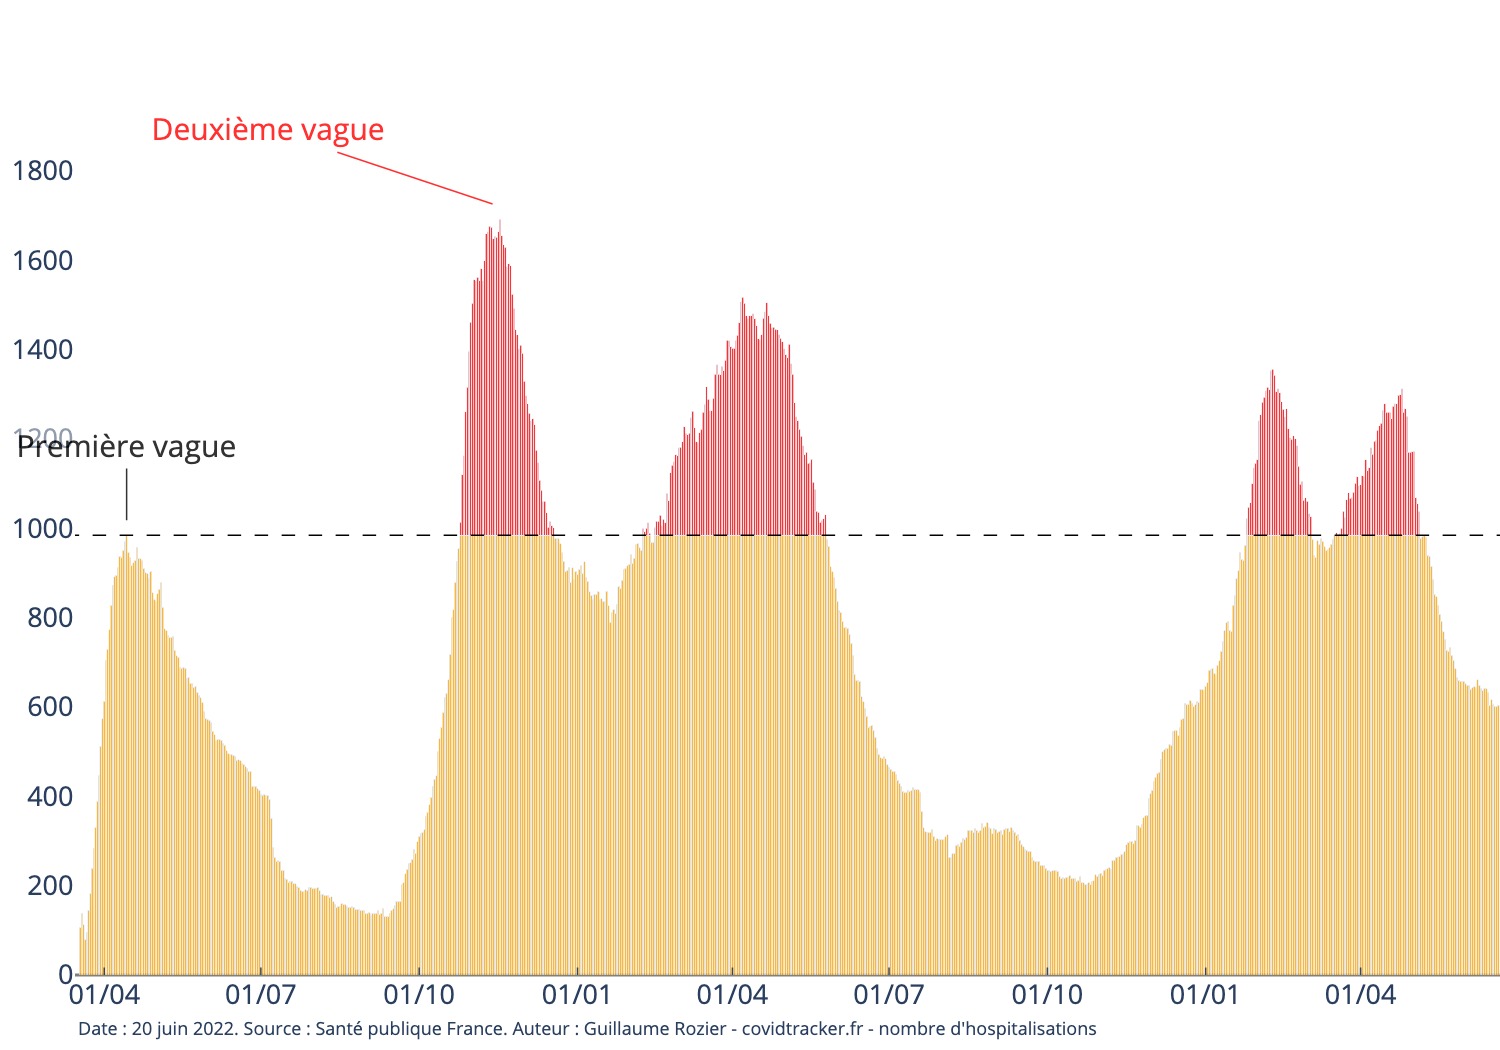 Deuxième vague
1800
1600
1400
1200
Première vague
1000
800
600
400
200
0
01/04 01/07 01/10 01/01 01/04 01/07 01/10 01/01 01/04
Date : 20 juin 2022. Source : Santé publique France. Auteur : Guillaume Rozier - covidtracker.fr - nombre d'hospitalisations